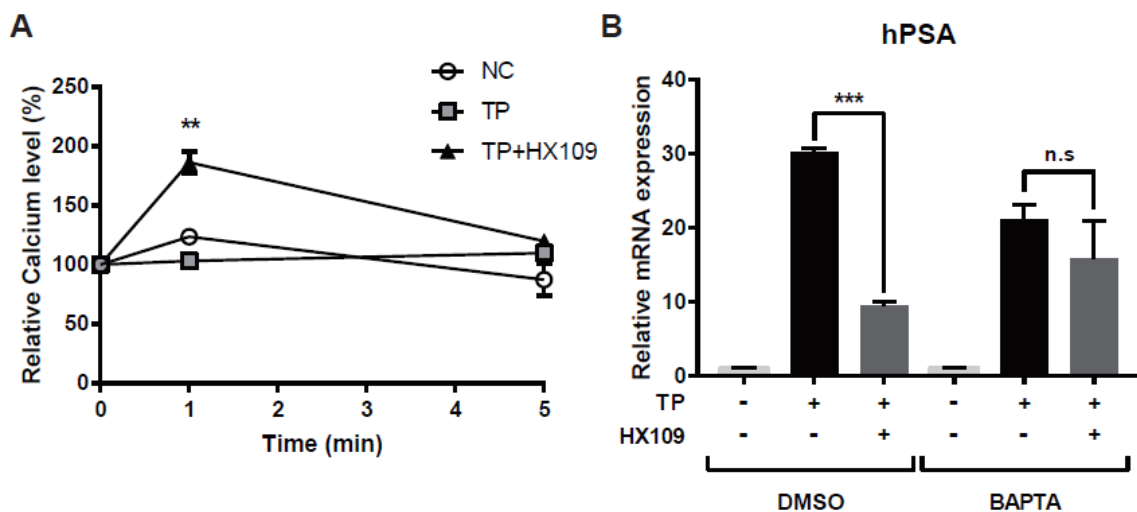 A
Relative Calcium level (%)
250
200
150
100
50
0
**
NC
TP
TP+HX109
0 1 2 3 4 5
Time (min)
B
hPSA
Relative mRNA expression
40
30
20
10
0
***
n.s
TP - + + - + +
HX109 - - + - - +
DMSO BAPTA